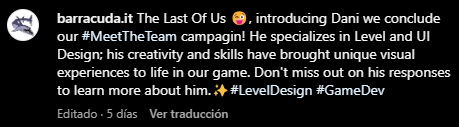 barracuda.it The Last Of Us 😜, introducing Dani we conclude
our #MeetTheTeam campagin! He specializes in Level and UI
Design; his creativity and skills have brought unique visual
experiences to life in our game. Don't miss out on his responses
to learn more about him.✨#LevelDesign #GameDev
Editado · 5 días Ver traducción